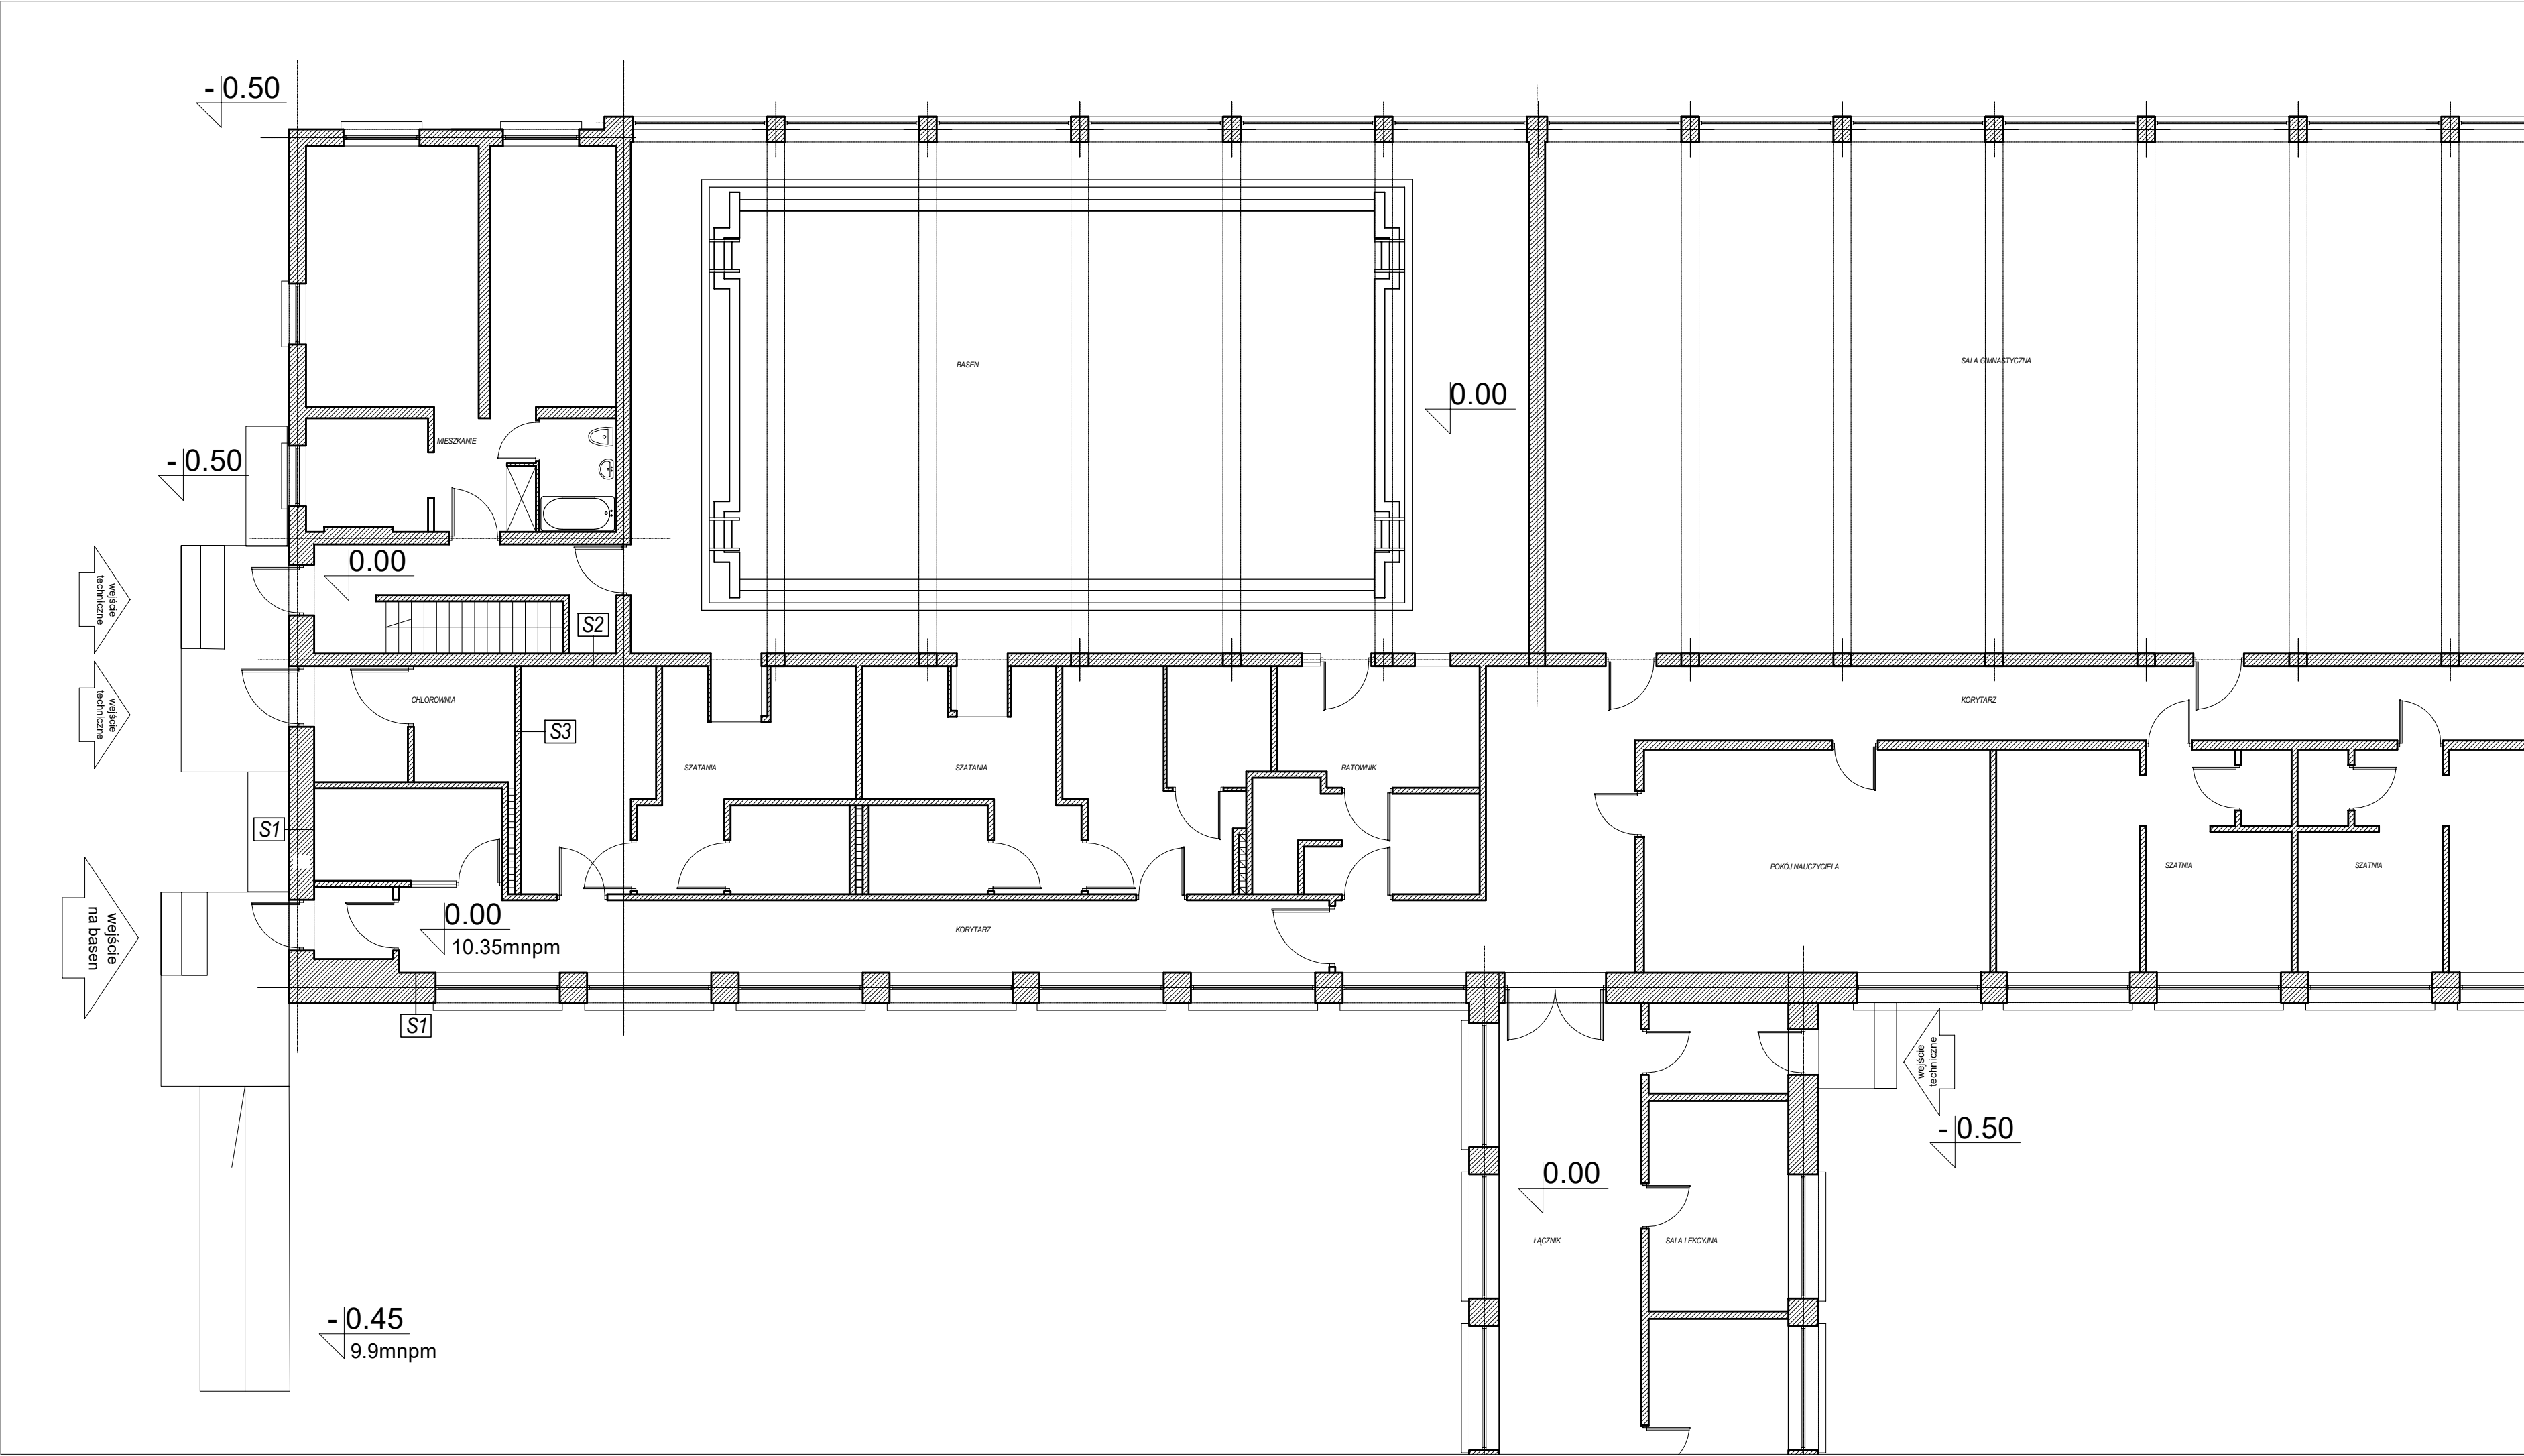 - 0.50
BASEN
SALA GIMNASTYCZNA
0.00
MIESZKANIE
- 0.50
0.00
wejście
techniczne
S2
wejście
techniczne
CHLOROWNIA
KORYTARZ
S3
SZATANIA
SZATANIA
RATOWNIK
S1
POKÓJ NAUCZYCIELA
SZATNIA
SZATNIA
wejście
na basen
0.00
10.35mnpm
KORYTARZ
S1
wejście
techniczne
- 0.50
0.00
ŁĄCZNIK
SALA LEKCYJNA
- 0.45
9.9mnpm